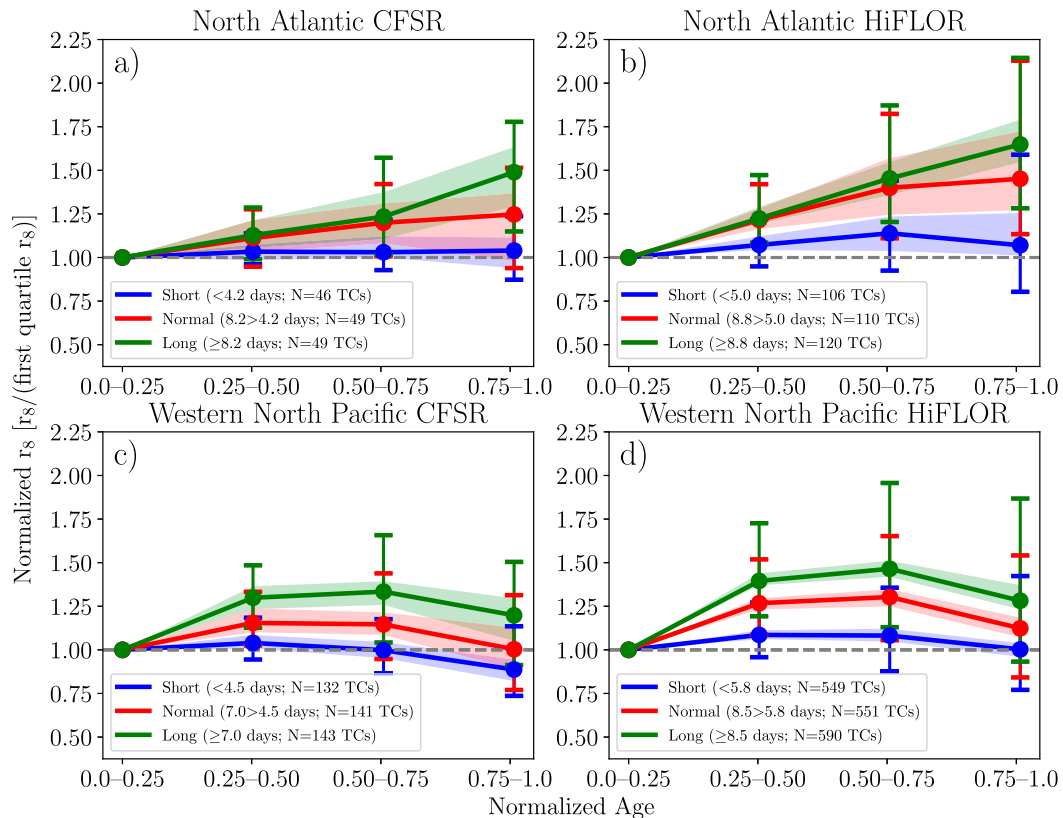 North Atlantic CFSR
North Atlantic HiFLOR
a)
b)
2.25
2.00
1.75
1.50
1.25
1.00
0.75
0.50
Short (<4.2 days; N=46 TCs)
Normal (8.2>4.2 days; N=49 TCs)
Long (≥8.2 days; N=49 TCs)
0.0–0.25
0.25–0.50
0.50–0.75
0.75–1.0
2.25
2.00
1.75
1.50
1.25
1.00
0.75
0.50
Short (<5.0 days; N=106 TCs)
Normal (8.8>5.0 days; N=110 TCs)
Long (≥8.8 days; N=120 TCs)
0.0–0.25
0.25–0.50
0.50–0.75
0.75–1.0
Normalized r₈ [r₈/(first quartile r₈)]
Western North Pacific CFSR
Western North Pacific HiFLOR
c)
d)
2.25
2.00
1.75
1.50
1.25
1.00
0.75
0.50
Short (<4.5 days; N=132 TCs)
Normal (7.0>4.5 days; N=141 TCs)
Long (≥7.0 days; N=143 TCs)
0.0–0.25
0.25–0.50
0.50–0.75
0.75–1.0
2.25
2.00
1.75
1.50
1.25
1.00
0.75
0.50
Short (<5.8 days; N=549 TCs)
Normal (8.5>5.8 days; N=551 TCs)
Long (≥8.5 days; N=590 TCs)
0.0–0.25
0.25–0.50
0.50–0.75
0.75–1.0
Normalized Age